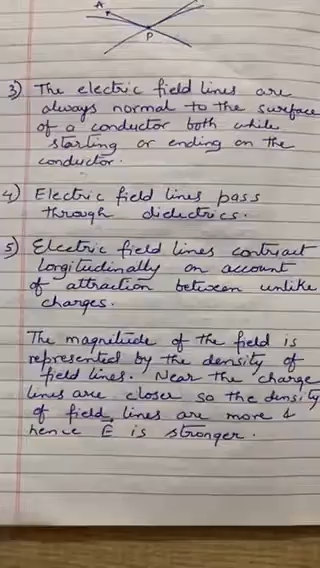 A
P
3) The electric field lines are
always normal to the surface
of a conductor both while
starting or ending on the
conductor.
4) Electric field lines pass
through dielectrics.
5) Electric field lines contract
longitudinally on account
of attraction between unlike
charges.
The magnitude of the field is
represented by the density of
field lines. Near the charge
lines are closer so the density
of field lines are more &
hence E⃗ is stronger.